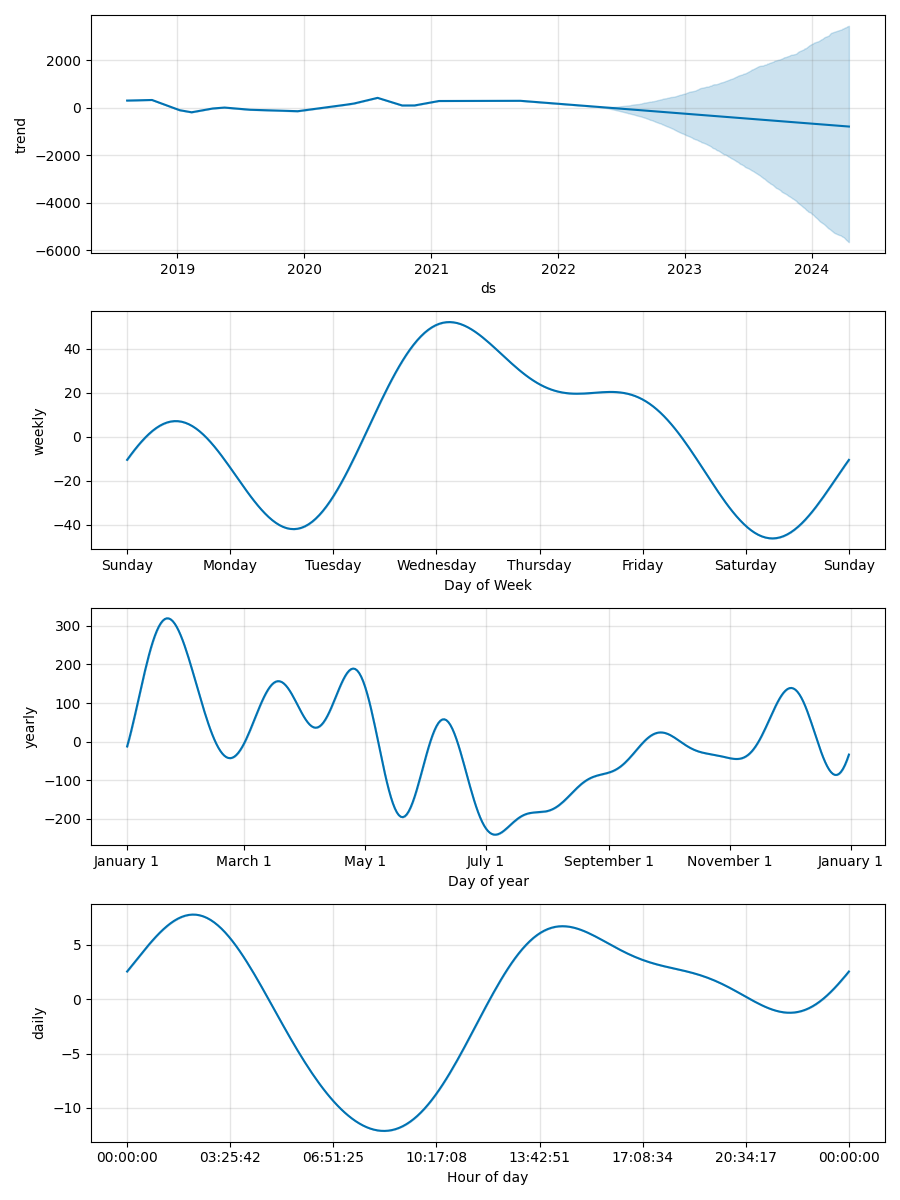 trend
2000
0
−2000
−4000
−6000
2019 2020 2021 2022 2023 2024
ds
weekly
40
20
0
−20
−40
Sunday Monday Tuesday Wednesday Thursday Friday Saturday Sunday
Day of Week
yearly
300
200
100
0
−100
−200
January 1 March 1 May 1 July 1 September 1 November 1 January 1
Day of year
daily
5
0
−5
−10
00:00:00 03:25:42 06:51:25 10:17:08 13:42:51 17:08:34 20:34:17 00:00:00
Hour of day